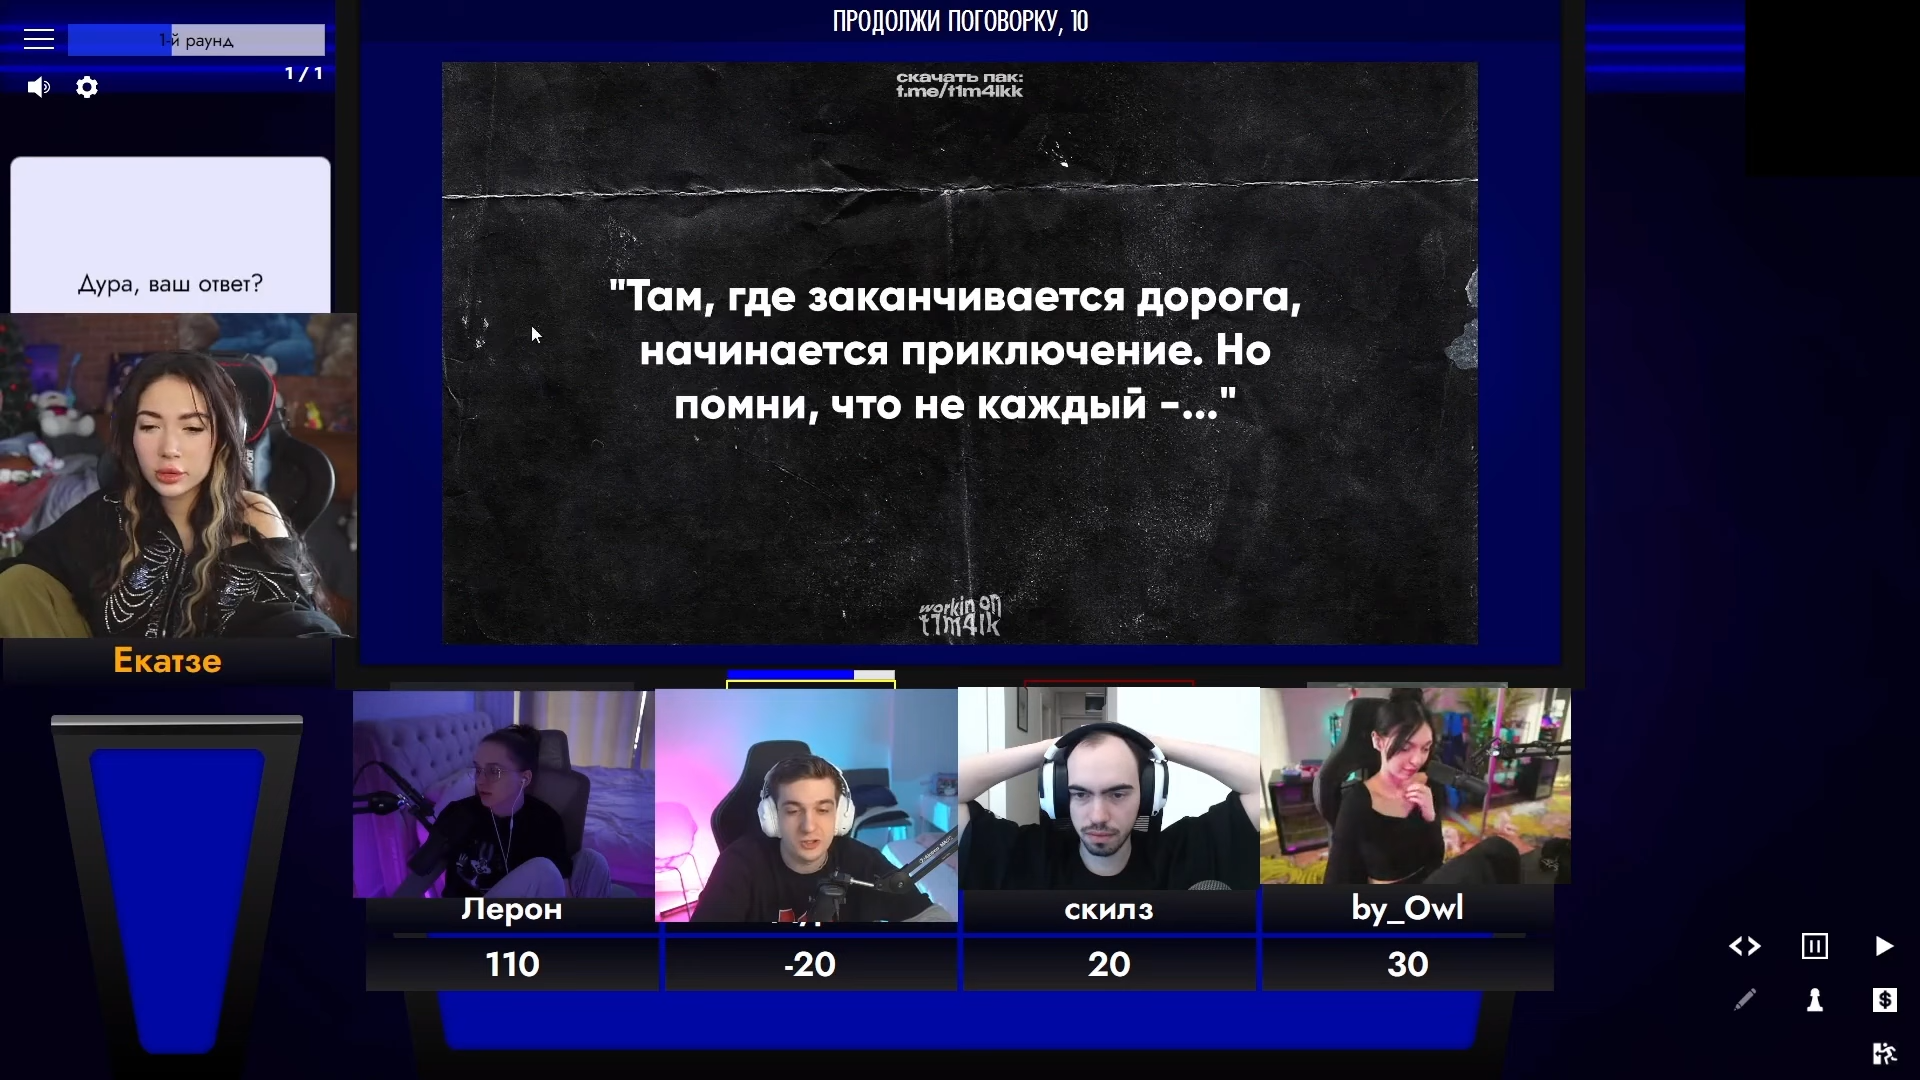 ПРОДОЛЖИ ПОГОВОРКУ, 10
1-й раунд
1 / 1
скачать пак:
t.me/t1m4lkk
Дура, ваш ответ?
"Там, где заканчивается дорога,
начинается приключение. Но
помни, что не каждый -..."
workin on
t1m4lk
Екатзе
Лерон
скилз
by_Owl
110
-20
20
30